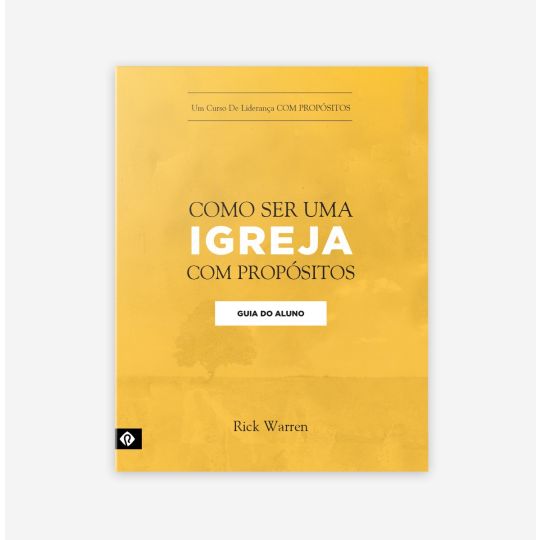 Um Curso De Liderança COM PROPÓSITOS
COMO SER UMA
IGREJA
COM PROPÓSITOS
GUIA DO ALUNO
Rick Warren